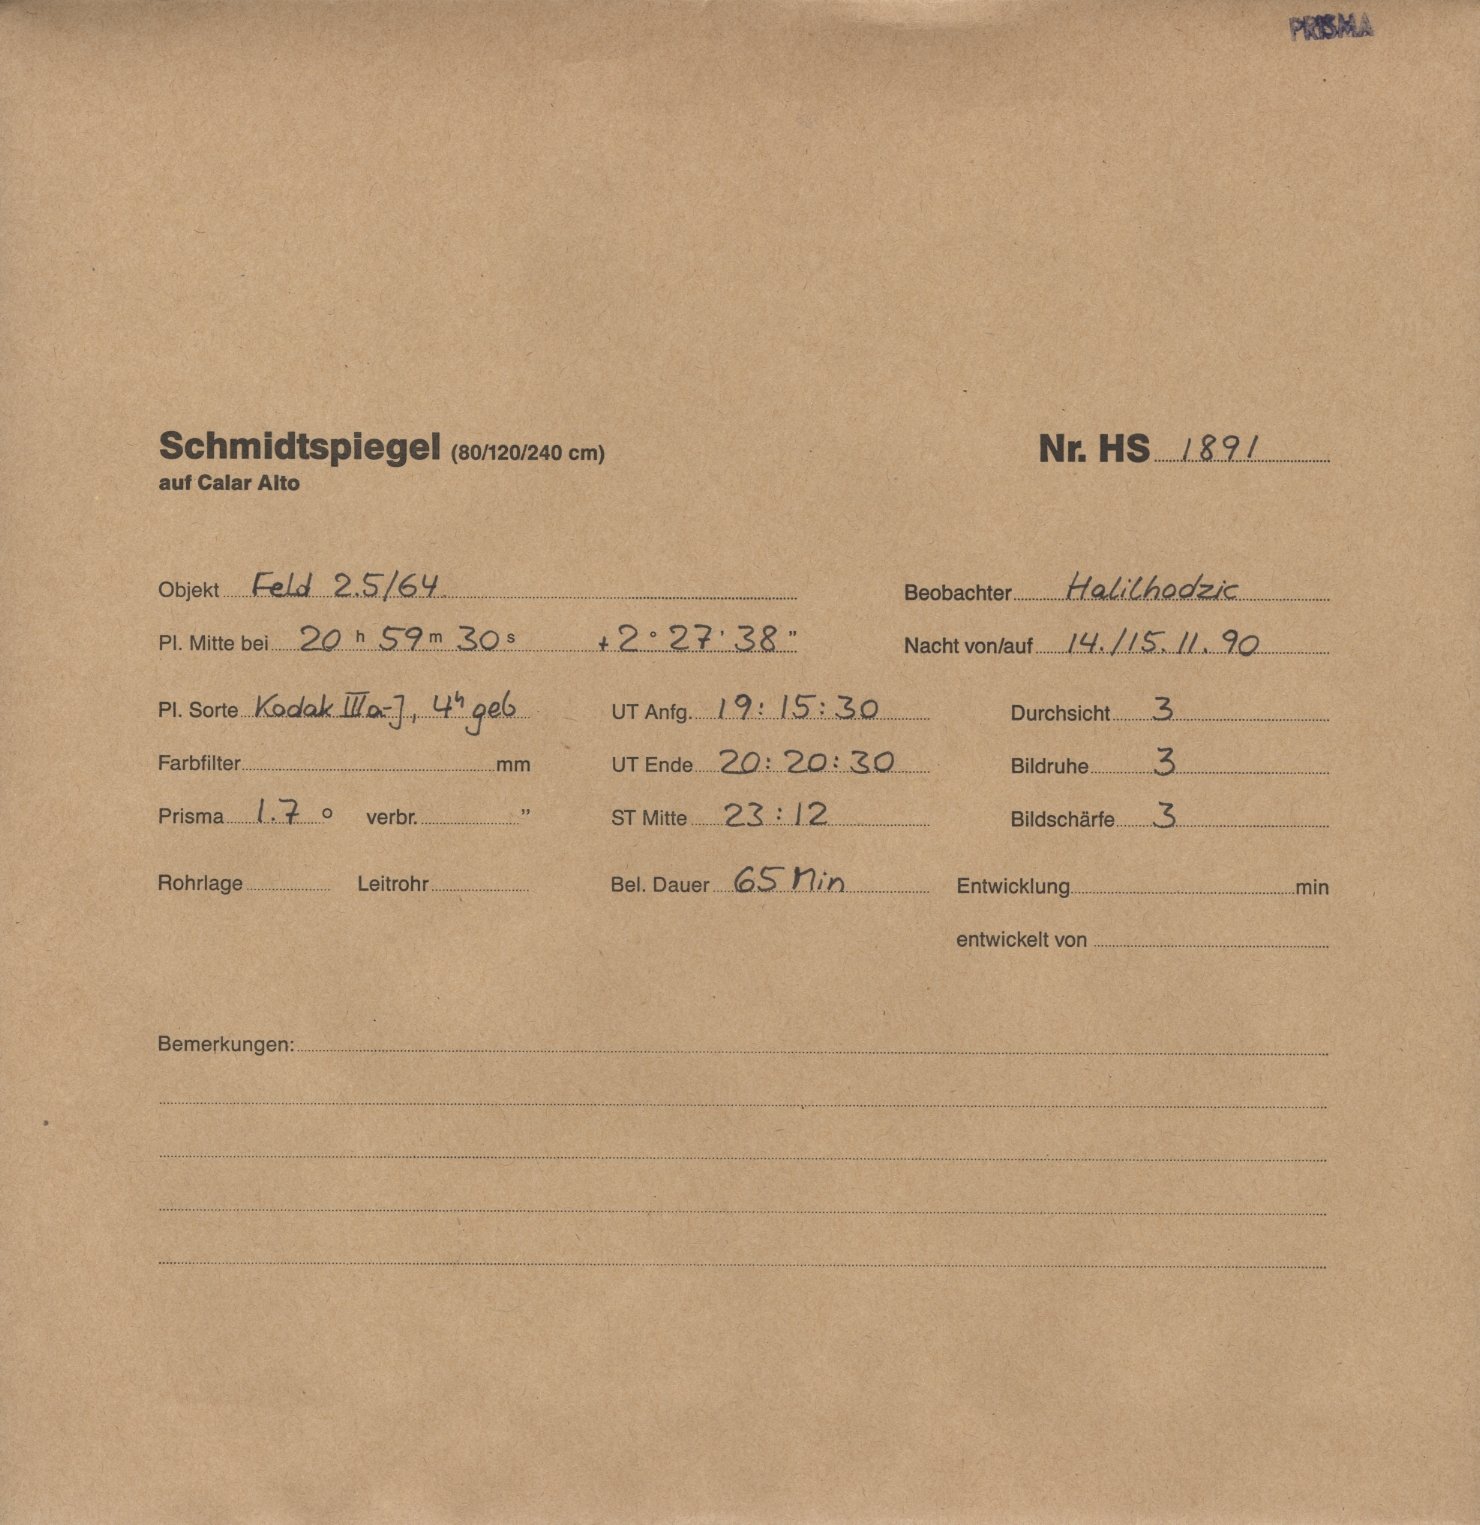 PRISMA
Schmidtspiegel (80/120/240 cm) Nr. HS 1891
auf Calar Alto
Objekt Feld 2.5/64 Beobachter Halilhodzic
Pl. Mitte bei 20 h 59 m 30 s +2 ° 27 ' 38 " Nacht von/auf 14./15.11.90
Pl. Sorte Kodak IIIa-J, 4h geb UT Anfg. 19:15:30 Durchsicht 3
Farbfilter mm UT Ende 20:20:30 Bildruhe 3
Prisma 1.7 ° verbr. " ST Mitte 23:12 Bildschärfe 3
Rohrlage Leitrohr Bel. Dauer 65 Min Entwicklung min
entwickelt von
Bemerkungen: